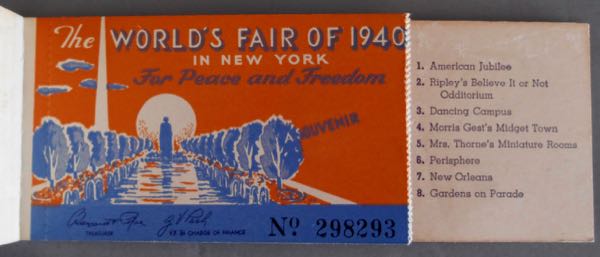 The WORLD'S FAIR OF 1940
IN NEW YORK
For Peace and Freedom
SOUVENIR
TREASURER
V.P. IN CHARGE OF FINANCE
Nº 298293
1. American Jubilee
2. Ripley's Believe It or Not
Odditorium
3. Dancing Campus
4. Morris Gest's Midget Town
5. Mrs. Thorne's Miniature Rooms
6. Perisphere
7. New Orleans
8. Gardens on Parade